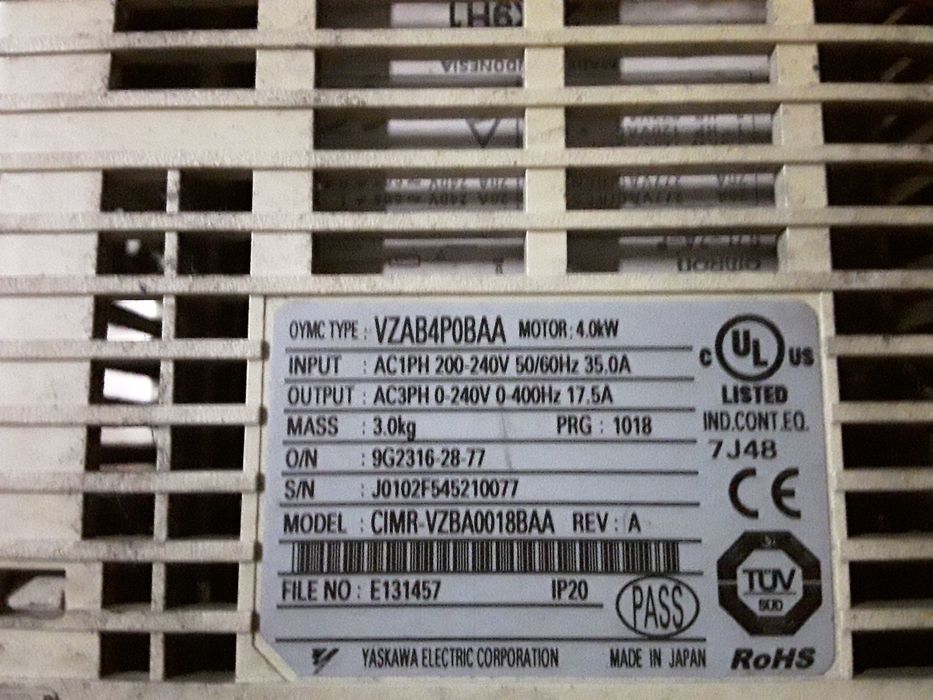 OYMC TYPE : VZAB4P0BAA MOTOR : 4.0kW
INPUT : AC1PH 200-240V 50/60Hz 35.0A
OUTPUT : AC3PH 0-240V 0-400Hz 17.5A
MASS : 3.0kg PRG : 1018
O/N : 9G2316-28-77
S/N : J0102F545210077
MODEL : CIMR-VZBA0018BAA REV : A
FILE NO : E131457 IP20
PASS
YASKAWA ELECTRIC CORPORATION MADE IN JAPAN
C UL US
LISTED
IND.CONT.EQ.
7J48
CE
TÜV
SÜD
RoHS
INDONESIA
omron